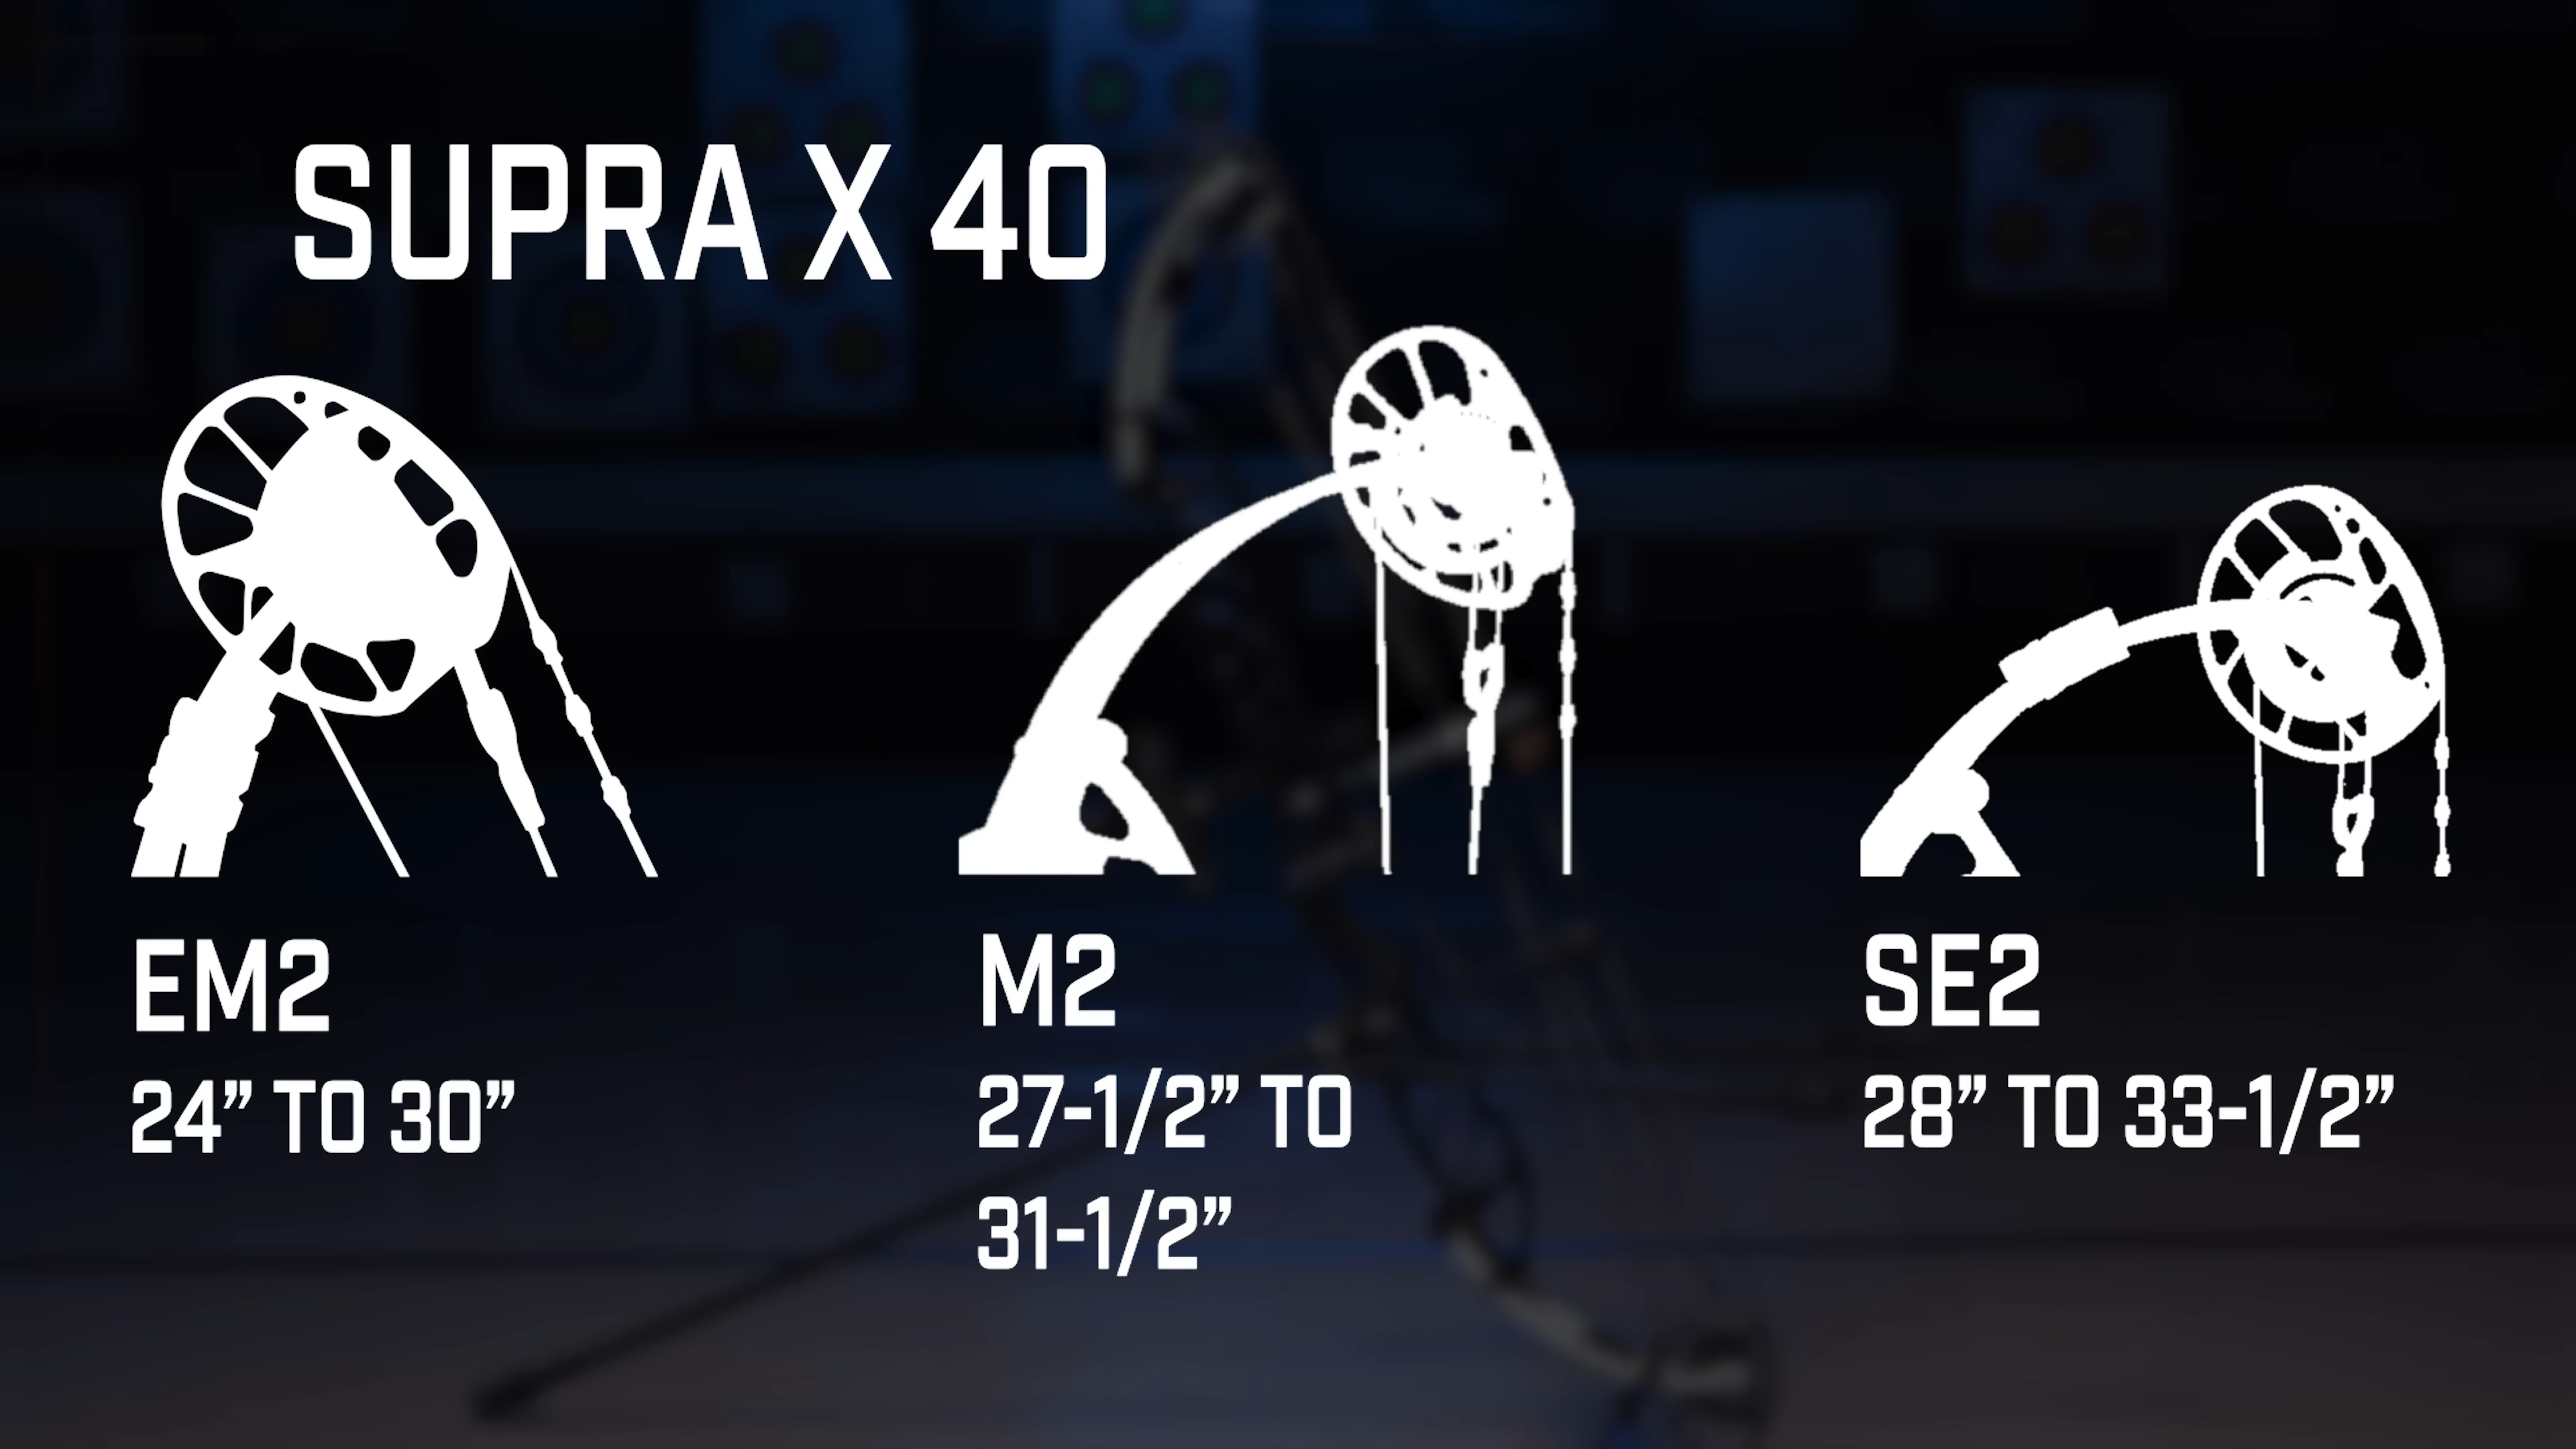 SUPRA X 40
EM2
24” TO 30”
M2
27-1/2” TO
31-1/2”
SE2
28” TO 33-1/2”